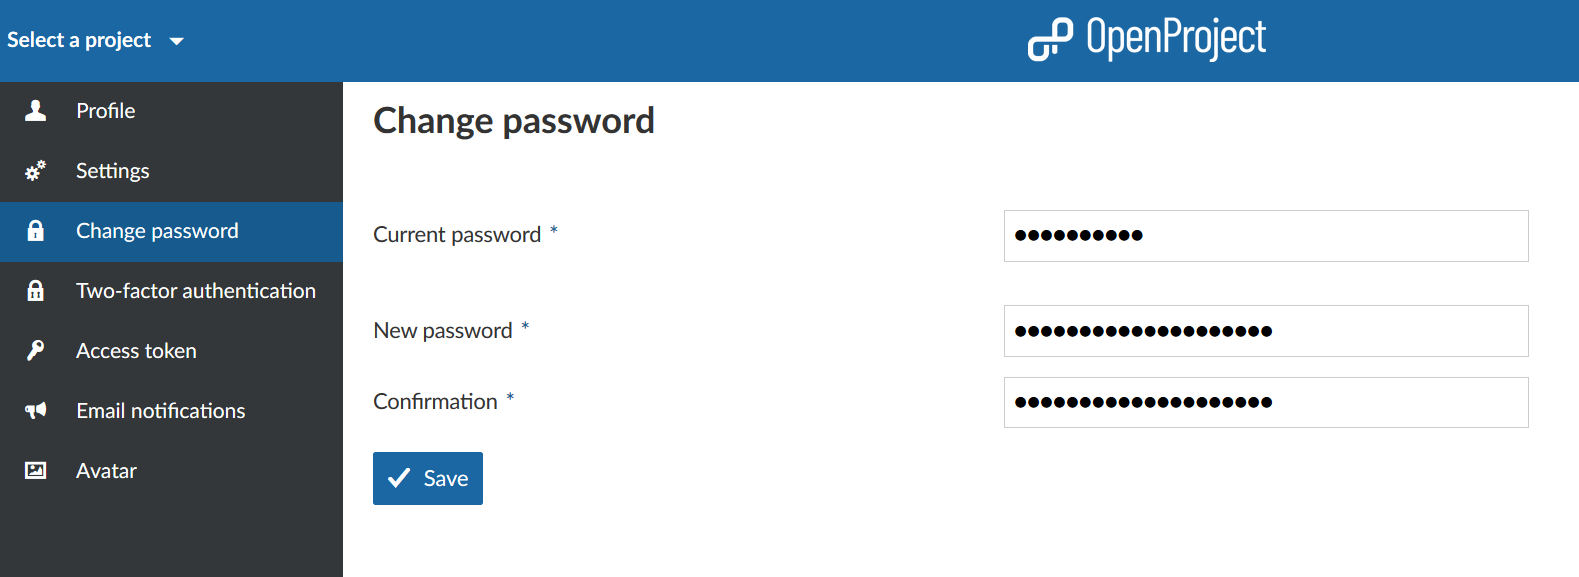 Select a project
OpenProject
Profile
Settings
Change password
Two-factor authentication
Access token
Email notifications
Avatar
Change password
Current password *
••••••••••
New password *
••••••••••••••••••••
Confirmation *
••••••••••••••••••••
Save